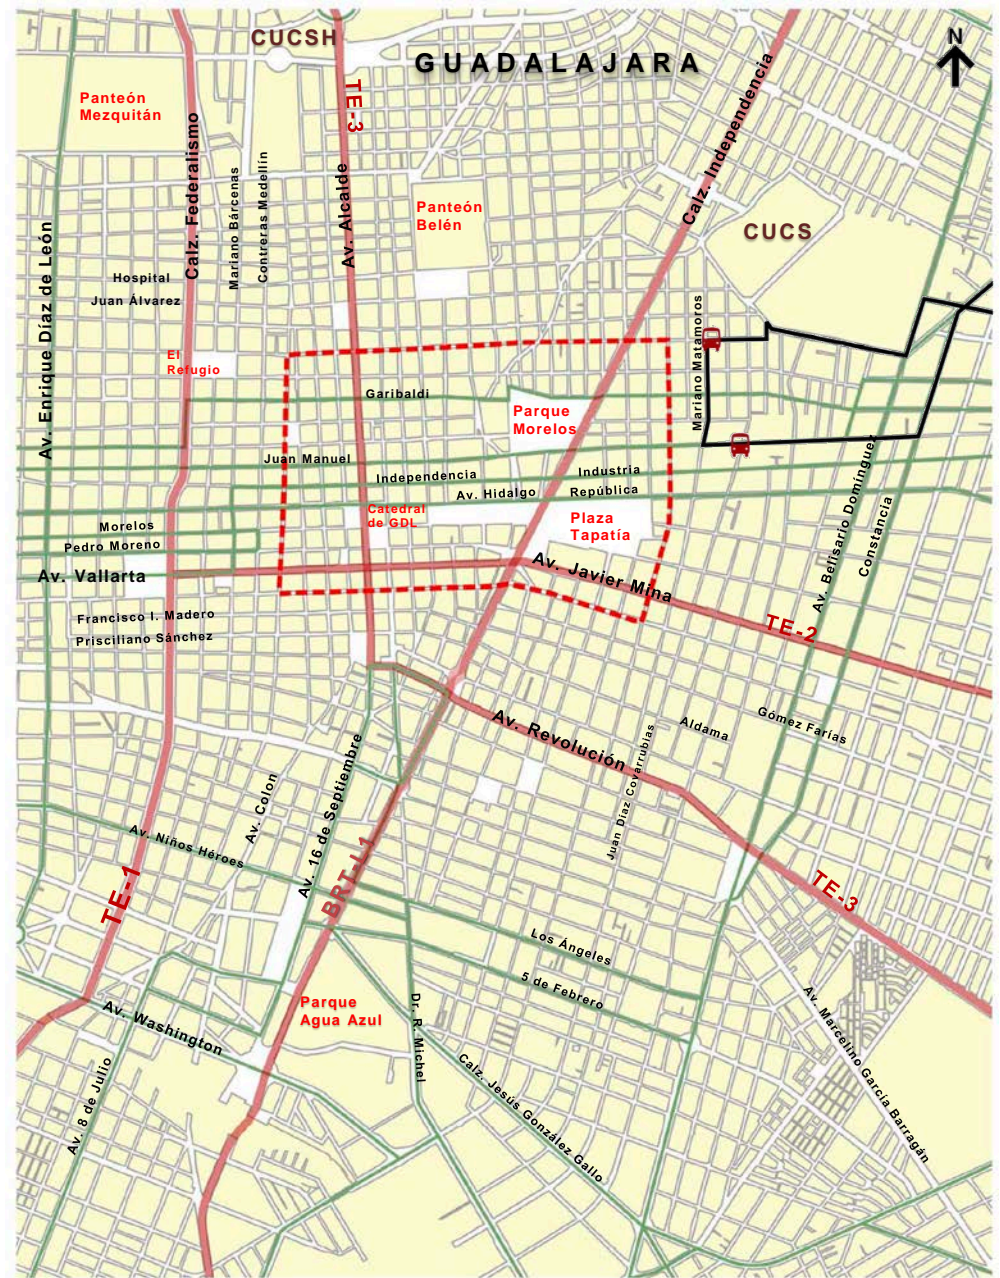 CUCSH
GUADALAJARA
N
Panteón
Mezquitán
TE-3
Calz. Independencia
Calz. Federalismo
Mariano Bárcenas
Contreras Medellín
Av. Alcalde
Panteón
Belén
CUCS
Av. Enrique Díaz de León
Hospital
Juan Álvarez
Mariano Matamoros
El
Refugio
Garibaldi
Parque
Morelos
Juan Manuel
Independencia
Industria
Av. Hidalgo
República
Catedral
de GDL
Plaza
Tapatía
Morelos
Pedro Moreno
Av. Vallarta
Av. Javier Mina
Av. Belisario Domínguez
Constancia
Francisco I. Madero
Prisciliano Sánchez
TE-2
Av. Revolución
Aldama
Gómez Farías
Juan Díaz Covarrubias
Av. Colon
Av. 16 de Septiembre
Av. Niños Héroes
TE-1
BRT-L1
TE-3
Los Ángeles
5 de Febrero
Parque
Agua Azul
Av. Washington
Dr. R. Michel
Av. Marcelino García Barragán
Av. 8 de Julio
Calz. Jesús González Gallo